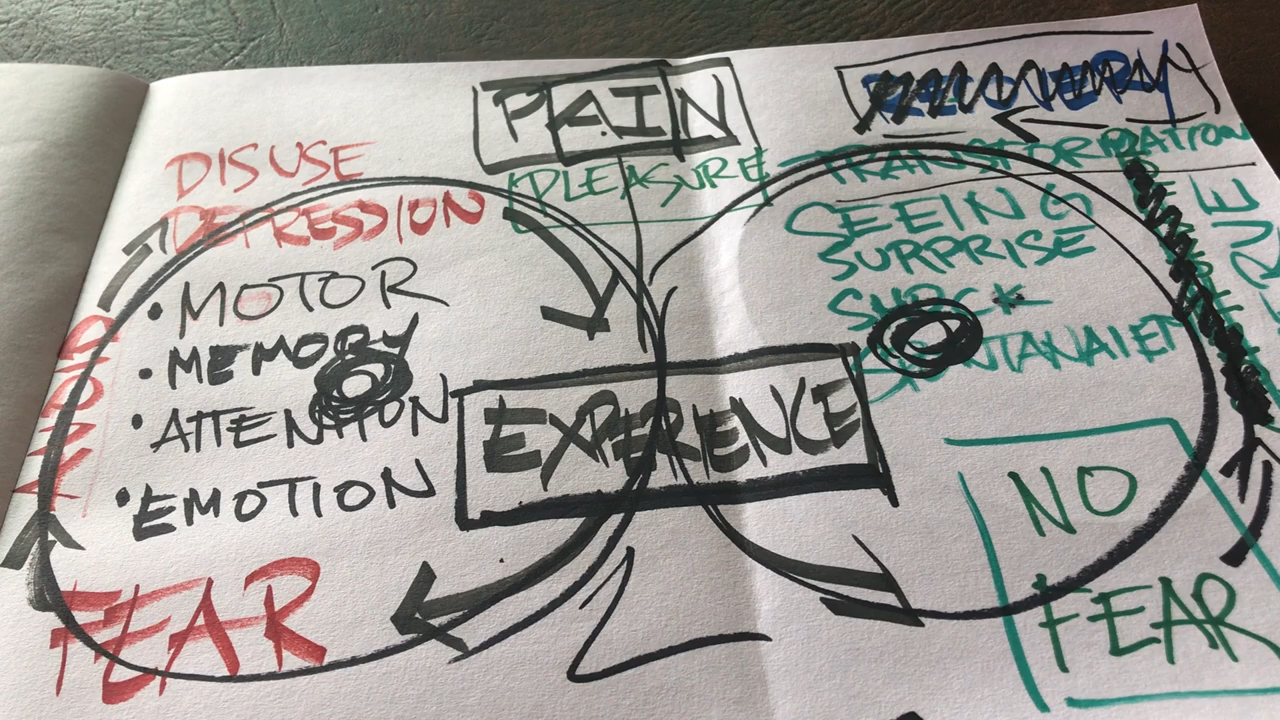 PAIN
(PLEASURE)
DISUSE
DEPRESSION
AVOID
• MOTOR
• MEMORY
• ATTENTION
• EMOTION
FEAR
EXPERIENCE
TRANSFORMATION
SEEING
SURPRISE
SHOCK
NO
FEAR